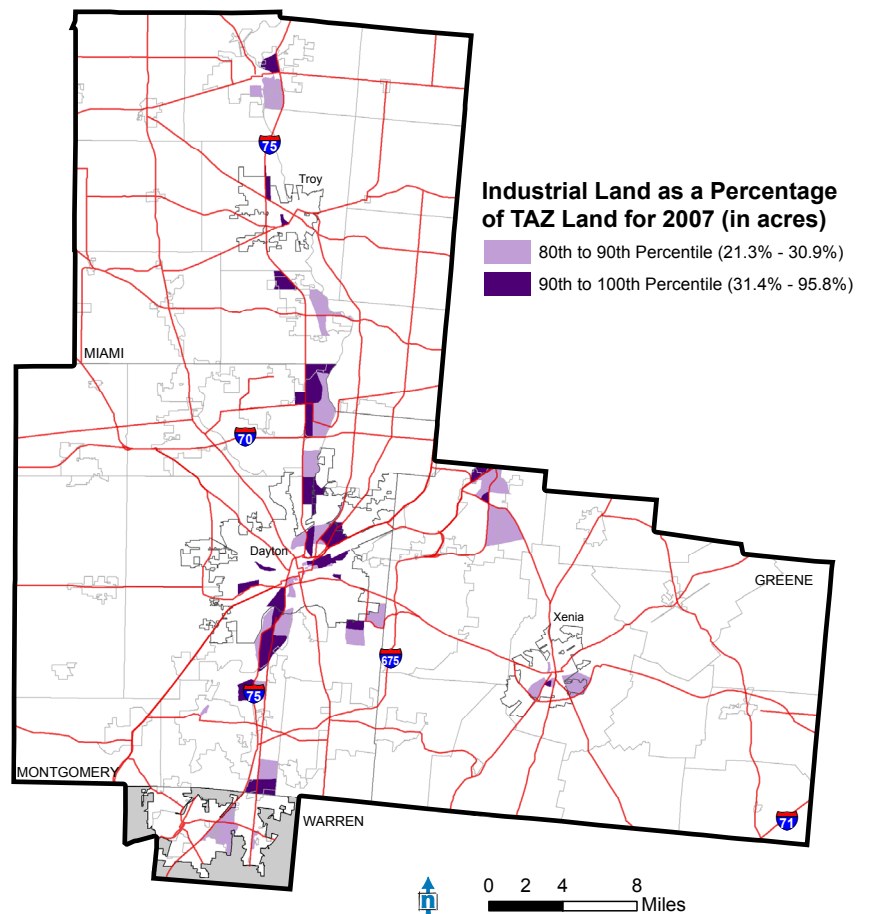 75
Troy
Industrial Land as a Percentage
of TAZ Land for 2007 (in acres)
80th to 90th Percentile (21.3% - 30.9%)
90th to 100th Percentile (31.4% - 95.8%)
MIAMI
70
Dayton
GREENE
Xenia
675
75
MONTGOMERY
WARREN
71
n
0 2 4 8
Miles